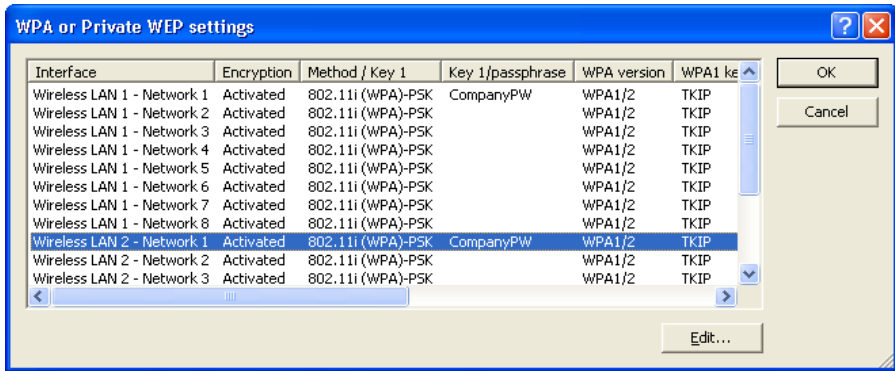 WPA or Private WEP settings
Interface Encryption Method / Key 1 Key 1/passphrase WPA version WPA1 ke
Wireless LAN 1 - Network 1 Activated 802.11i (WPA)-PSK CompanyPW WPA1/2 TKIP
Wireless LAN 1 - Network 2 Activated 802.11i (WPA)-PSK WPA1/2 TKIP
Wireless LAN 1 - Network 3 Activated 802.11i (WPA)-PSK WPA1/2 TKIP
Wireless LAN 1 - Network 4 Activated 802.11i (WPA)-PSK WPA1/2 TKIP
Wireless LAN 1 - Network 5 Activated 802.11i (WPA)-PSK WPA1/2 TKIP
Wireless LAN 1 - Network 6 Activated 802.11i (WPA)-PSK WPA1/2 TKIP
Wireless LAN 1 - Network 7 Activated 802.11i (WPA)-PSK WPA1/2 TKIP
Wireless LAN 1 - Network 8 Activated 802.11i (WPA)-PSK WPA1/2 TKIP
Wireless LAN 2 - Network 1 Activated 802.11i (WPA)-PSK CompanyPW WPA1/2 TKIP
Wireless LAN 2 - Network 2 Activated 802.11i (WPA)-PSK WPA1/2 TKIP
Wireless LAN 2 - Network 3 Activated 802.11i (WPA)-PSK WPA1/2 TKIP
OK
Cancel
Edit...